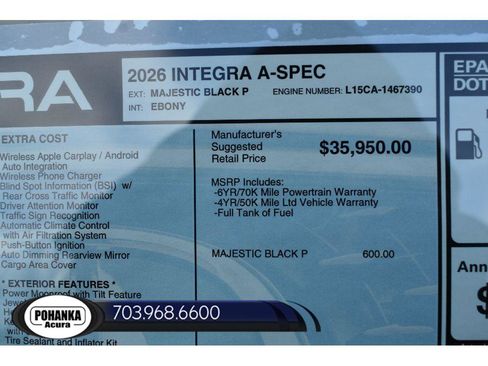 RA
2026 INTEGRA A-SPEC
EXT: MAJESTIC BLACK P ENGINE NUMBER: L15CA-1467390
INT: EBONY
EPA
DOT
EXTRA COST
Wireless Apple Carplay / Android
Auto Integration
Wireless Phone Charger
Blind Spot Information (BSI) w/
Rear Cross Traffic Monitor
Driver Attention Monitor
Traffic Sign Recognition
Automatic Climate Control
with Air Filtration System
Push-Button Ignition
Auto Dimming Rearview Mirror
Cargo Area Cover
* EXTERIOR FEATURES *
Power Moonroof with Tilt Feature
Tire Sealant and Inflator Kit
Manufacturer's
Suggested
Retail Price
$35,950.00
MSRP Includes:
-6YR/70K Mile Powertrain Warranty
-4YR/50K Mile Ltd Vehicle Warranty
-Full Tank of Fuel
MAJESTIC BLACK P 600.00
Ann
$
POHANKA
Acura
703.968.6600